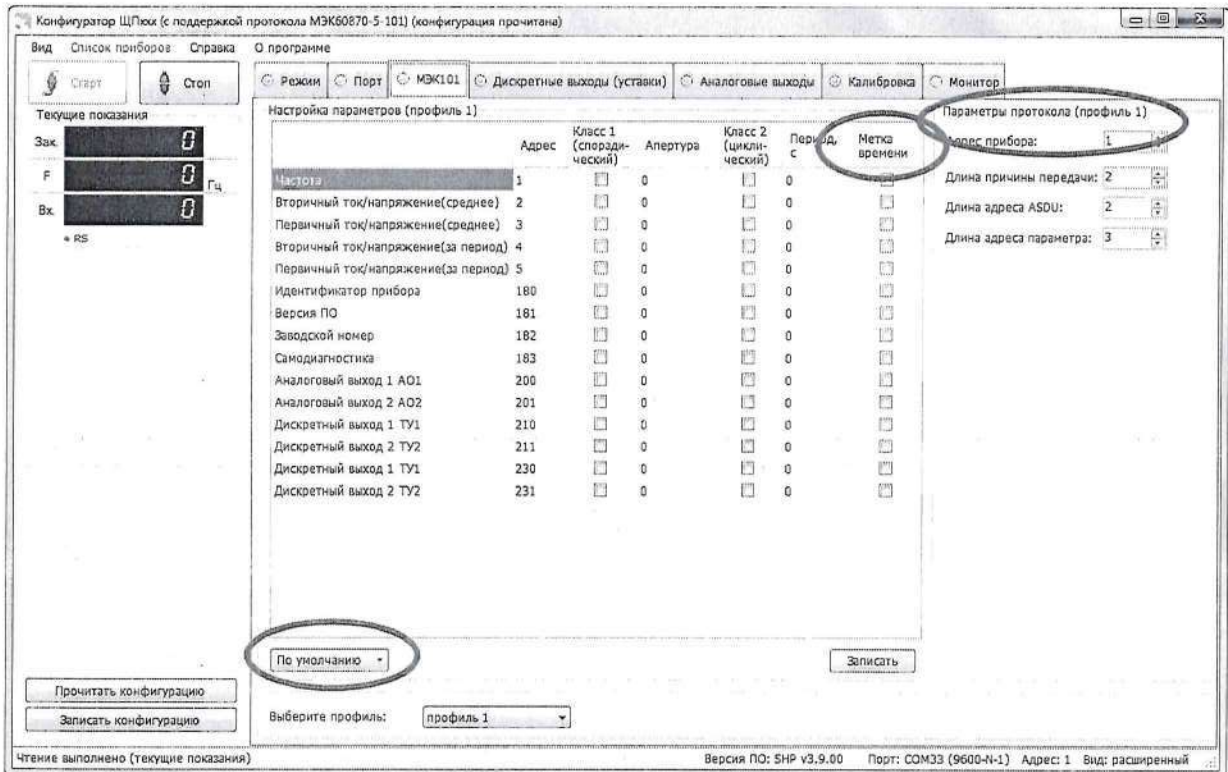 Конфигуратор ЩПxxx (с поддержкой протокола МЭК60870-5-101) (конфигурация прочитана)
Вид Список приборов Справка О программе
Старт Стоп
Режим Порт МЭК101 Дискретные выходы (уставки) Аналоговые выходы Калибровка Монитор
Текущие показания
Зак. 0
F 0 Гц
Вх. 0
RS
Настройка параметров (профиль 1)
Адрес Класс 1 (споради-ческий) Апертура Класс 2 (цикли-ческий) Период, с Метка времени
Частота 1 0 0
Вторичный ток/напряжение(среднее) 2 0 0
Первичный ток/напряжение(среднее) 3 0 0
Вторичный ток/напряжение(за период) 4 0 0
Первичный ток/напряжение(за период) 5 0 0
Идентификатор прибора 180 0 0
Версия ПО 181 0 0
Заводской номер 182 0 0
Самодиагностика 183 0 0
Аналоговый выход 1 АО1 200 0 0
Аналоговый выход 2 АО2 201 0 0
Дискретный выход 1 ТУ1 210 0 0
Дискретный выход 2 ТУ2 211 0 0
Дискретный выход 1 ТУ1 230 0 0
Дискретный выход 2 ТУ2 231 0 0
Параметры протокола (профиль 1)
Адрес прибора: 1
Длина причины передачи: 2
Длина адреса ASDU: 2
Длина адреса параметра: 3
По умолчанию
Записать
Прочитать конфигурацию
Записать конфигурацию
Выберите профиль: профиль 1
Чтение выполнено (текущие показания) Версия ПО: SHP v3.9.00 Порт: COM33 (9600-N-1) Адрес: 1 Вид: расширенный